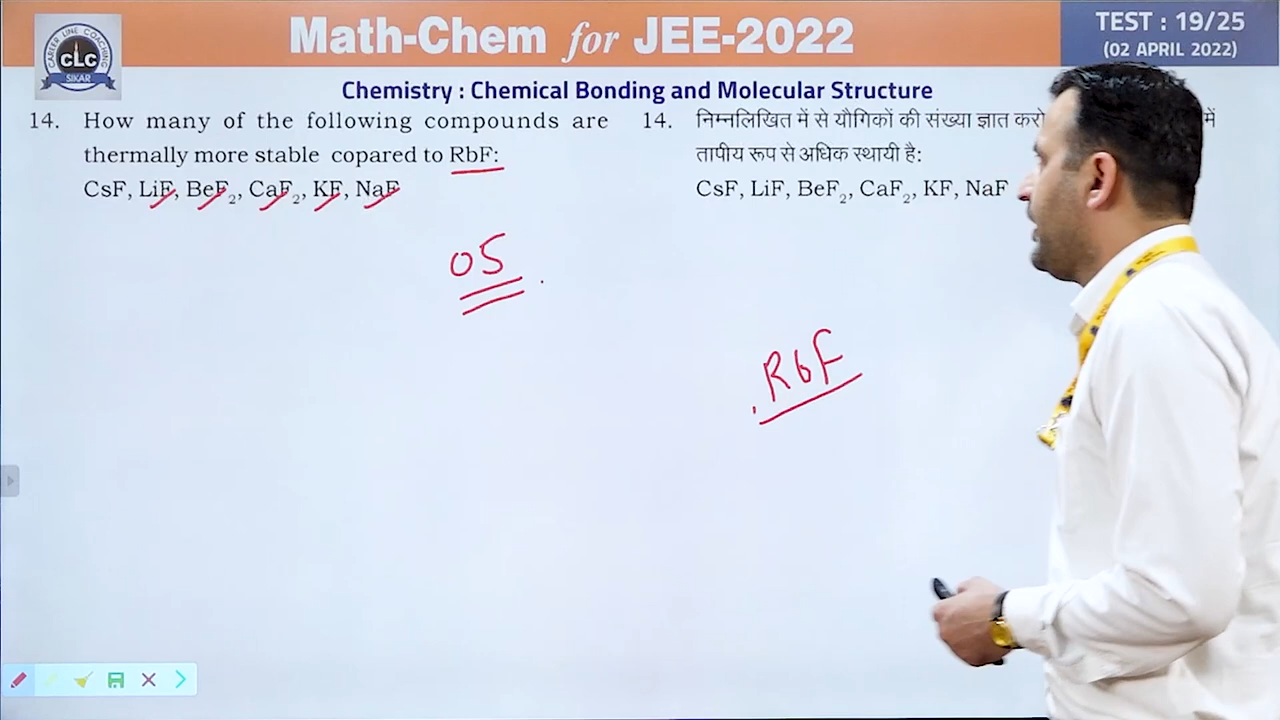 CAREER LINE COACHING
CLC
SIKAR
Math-Chem for JEE-2022
TEST : 19/25
(02 APRIL 2022)
Chemistry : Chemical Bonding and Molecular Structure
14. How many of the following compounds are
thermally more stable copared to RbF:
CsF, LiF, BeF₂, CaF₂, KF, NaF
05
14. निम्नलिखित में से यौगिकों की संख्या ज्ञात करो में
तापीय रूप से अधिक स्थायी है:
CsF, LiF, BeF₂, CaF₂, KF, NaF
RbF